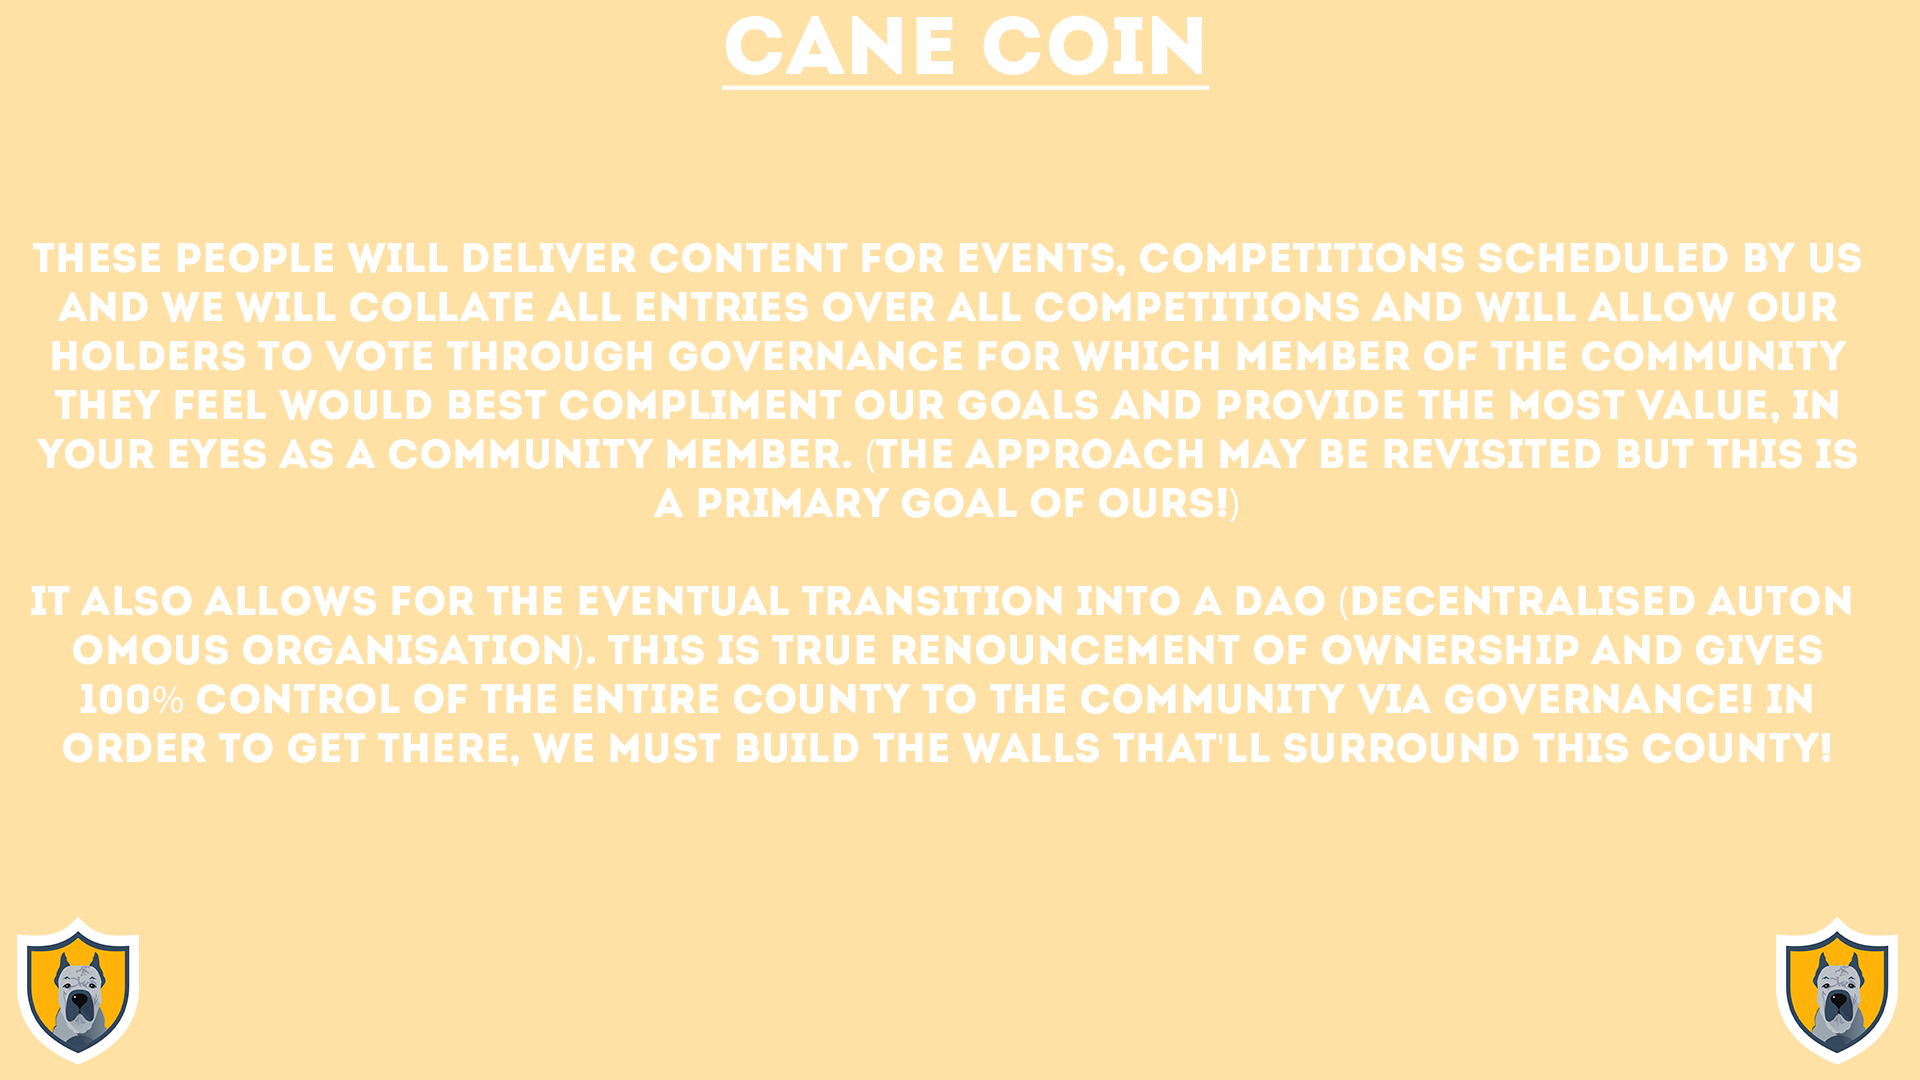 CANE COIN
THESE PEOPLE WILL DELIVER CONTENT FOR EVENTS, COMPETITIONS SCHEDULED BY US
AND WE WILL COLLATE ALL ENTRIES OVER ALL COMPETITIONS AND WILL ALLOW OUR
HOLDERS TO VOTE THROUGH GOVERNANCE FOR WHICH MEMBER OF THE COMMUNITY
THEY FEEL WOULD BEST COMPLIMENT OUR GOALS AND PROVIDE THE MOST VALUE, IN
YOUR EYES AS A COMMUNITY MEMBER. (THE APPROACH MAY BE REVISITED BUT THIS IS
A PRIMARY GOAL OF OURS!)
IT ALSO ALLOWS FOR THE EVENTUAL TRANSITION INTO A DAO (DECENTRALISED AUTON
OMOUS ORGANISATION). THIS IS TRUE RENOUNCEMENT OF OWNERSHIP AND GIVES
100% CONTROL OF THE ENTIRE COUNTY TO THE COMMUNITY VIA GOVERNANCE! IN
ORDER TO GET THERE, WE MUST BUILD THE WALLS THAT'LL SURROUND THIS COUNTY!